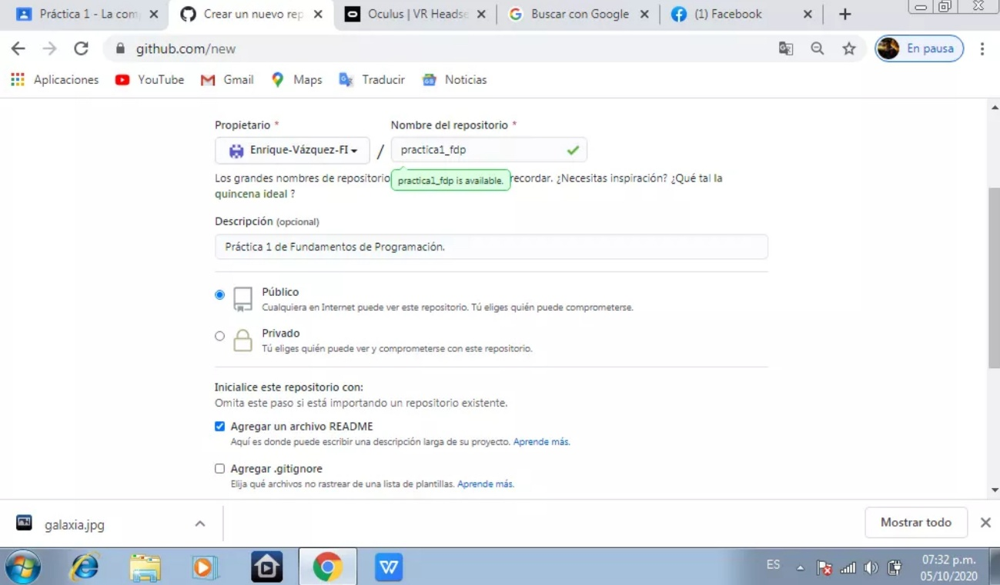 Práctica 1 - La com
Crear un nuevo rep
Oculus | VR Headse
Buscar con Google
(1) Facebook
github.com/new
En pausa
Aplicaciones
YouTube
Gmail
Maps
Traducir
Noticias
Propietario *
Nombre del repositorio *
Enrique-Vázquez-FI
/
practica1_fdp
Los grandes nombres de repositorio
practica1_fdp is available.
recordar. ¿Necesitas inspiración? ¿Qué tal la
quincena ideal ?
Descripción (opcional)
Práctica 1 de Fundamentos de Programación.
Público
Cualquiera en Internet puede ver este repositorio. Tú eliges quién puede comprometerse.
Privado
Tú eliges quién puede ver y comprometerse con este repositorio.
Inicialice este repositorio con:
Omita este paso si está importando un repositorio existente.
Agregar un archivo README
Aquí es donde puede escribir una descripción larga de su proyecto. Aprende más.
Agregar .gitignore
Elija qué archivos no rastrear de una lista de plantillas. Aprende más.
galaxia.jpg
Mostrar todo
ES
07:32 p.m.
05/10/2020